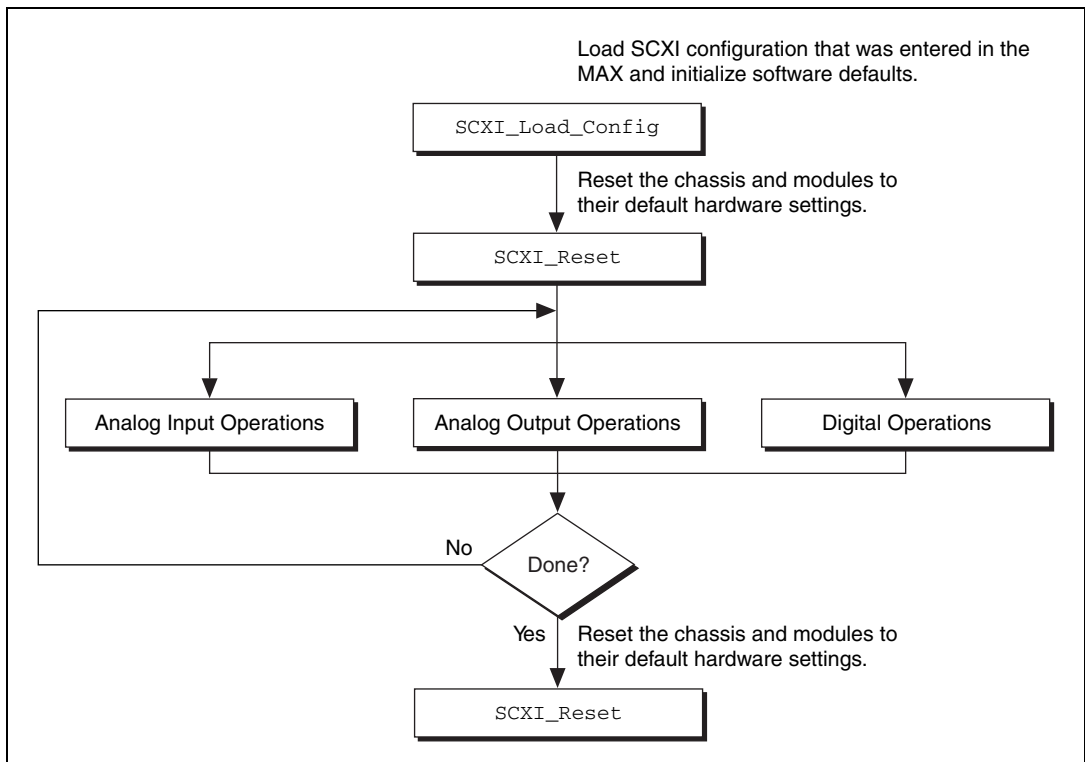 Load SCXI configuration that was entered in the
MAX and initialize software defaults.
SCXI_Load_Config
Reset the chassis and modules to
their default hardware settings.
SCXI_Reset
Analog Input Operations
Analog Output Operations
Digital Operations
No
Done?
Yes
Reset the chassis and modules to
their default hardware settings.
SCXI_Reset